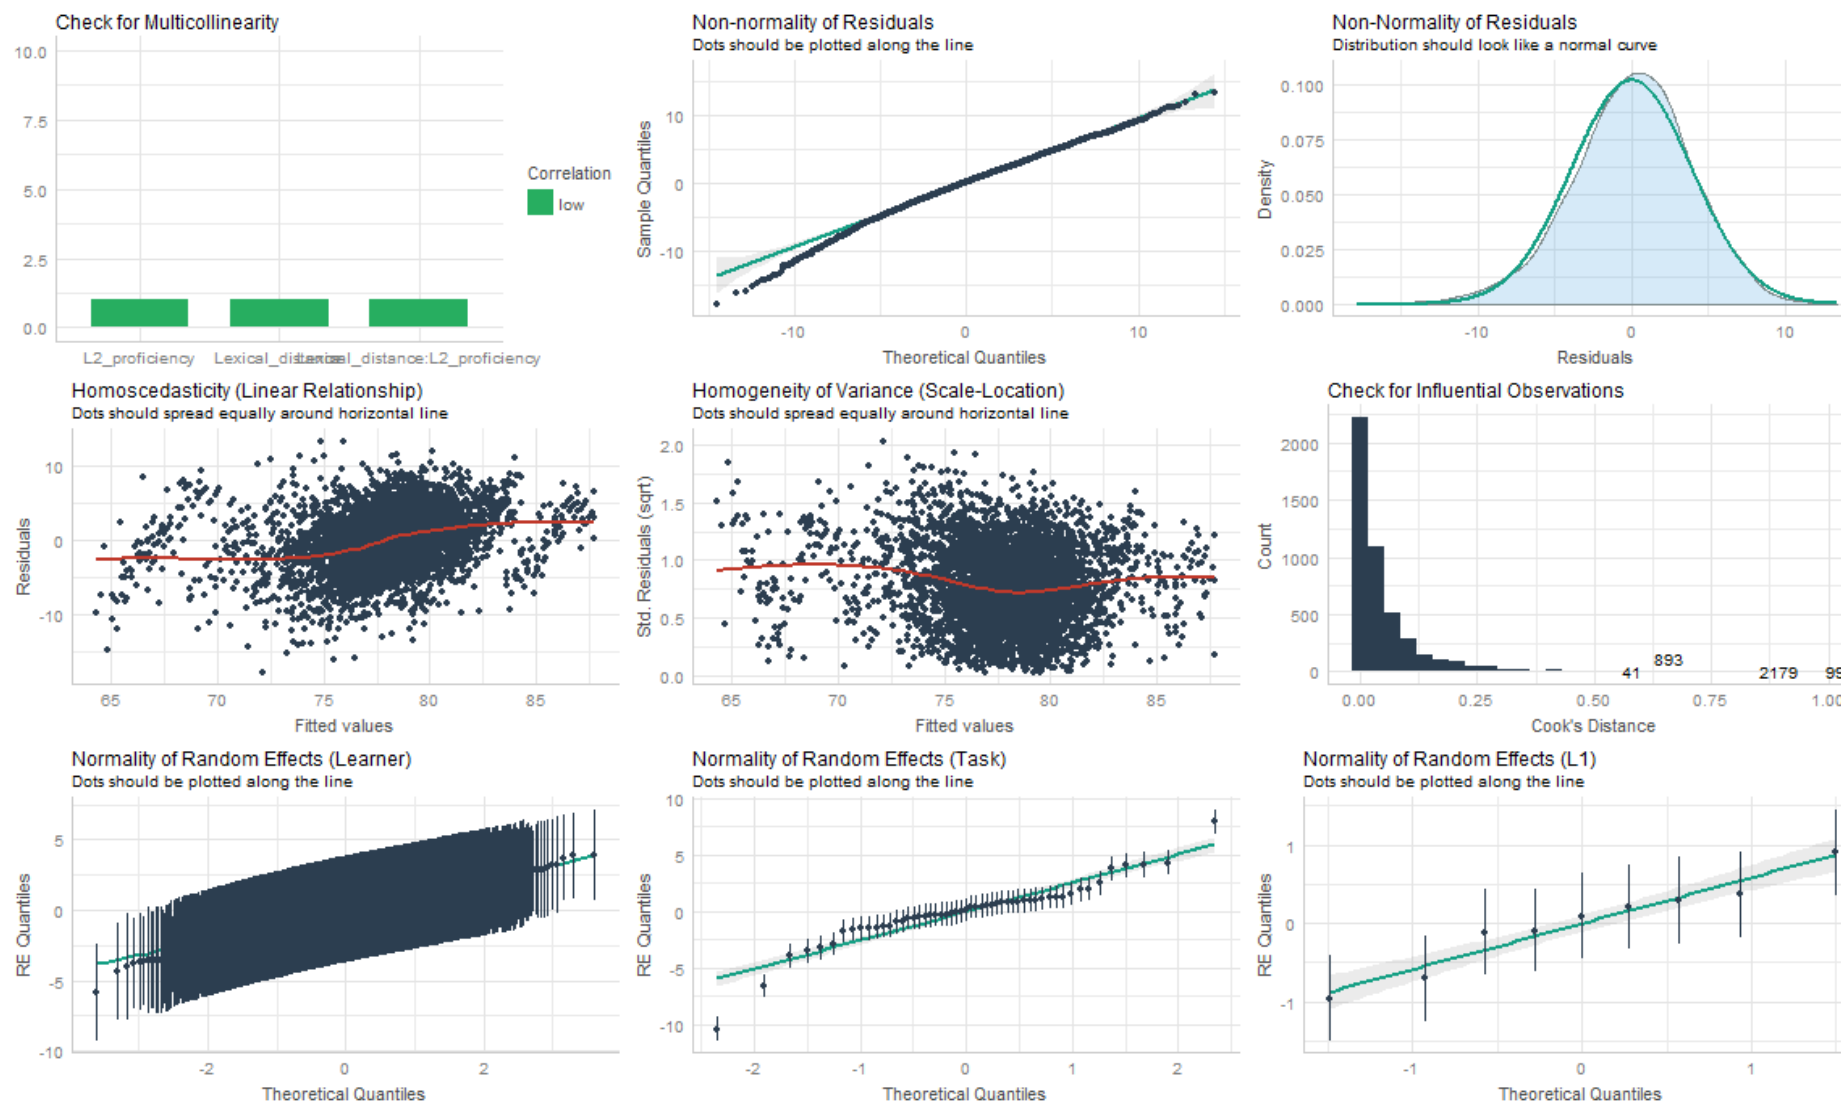 Check for Multicollinearity
10.0
7.5
5.0
2.5
0.0
L2_proficiency
Lexical_distance
Lexical_distance:L2_proficiency
Correlation
low
Non-normality of Residuals
Dots should be plotted along the line
Sample Quantiles
10
0
-10
-10 0 10
Theoretical Quantiles
Non-Normality of Residuals
Distribution should look like a normal curve
Density
0.100
0.075
0.050
0.025
0.000
-10 0 10
Residuals
Homoscedasticity (Linear Relationship)
Dots should spread equally around horizontal line
Residuals
10
0
-10
65 70 75 80 85
Fitted values
Homogeneity of Variance (Scale-Location)
Dots should spread equally around horizontal line
Std. Residuals (sqrt)
2.0
1.5
1.0
0.5
0.0
65 70 75 80 85
Fitted values
Check for Influential Observations
Count
2000
1500
1000
500
0
893
41 2179 99
0.00 0.25 0.50 0.75 1.00
Cook's Distance
Normality of Random Effects (Learner)
Dots should be plotted along the line
RE Quantiles
5
0
-5
-10
-2 0 2
Theoretical Quantiles
Normality of Random Effects (Task)
Dots should be plotted along the line
RE Quantiles
10
5
0
-5
-10
-2 -1 0 1 2
Theoretical Quantiles
Normality of Random Effects (L1)
Dots should be plotted along the line
RE Quantiles
1
0
-1
-1 0 1
Theoretical Quantiles